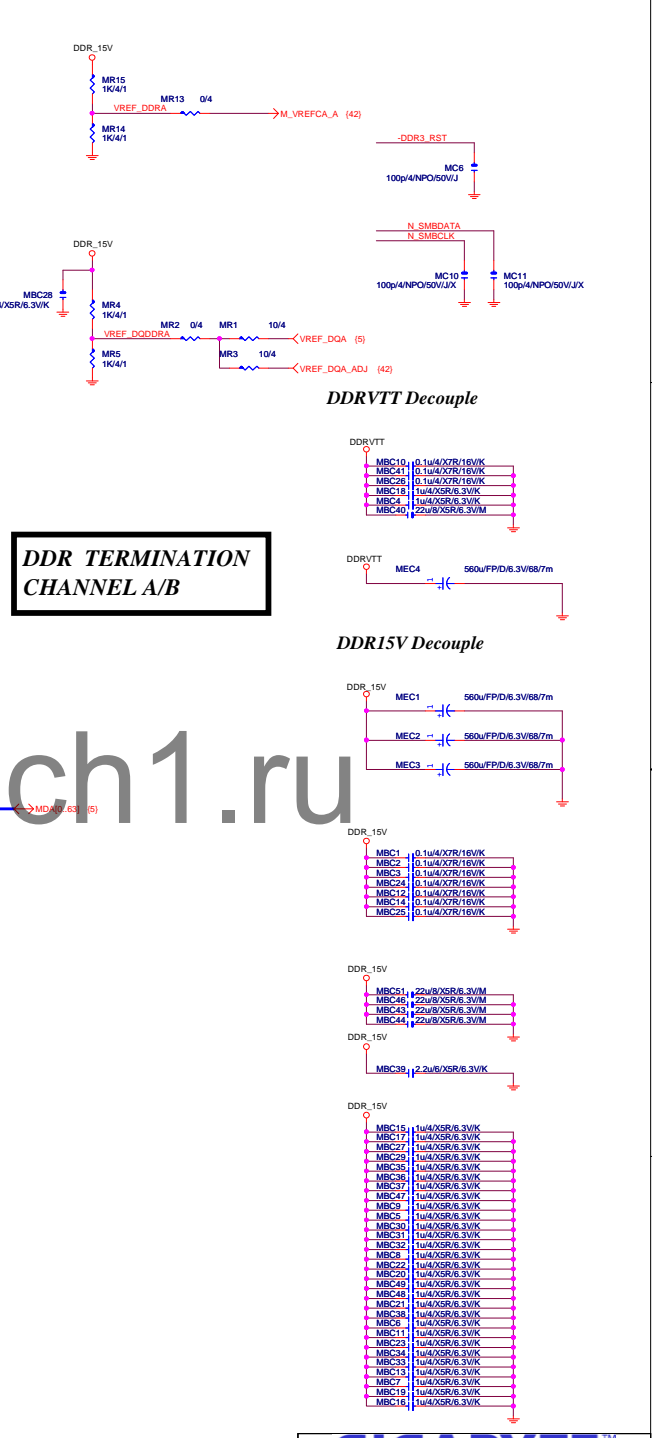 DDR_15V
MR15
1K/4/1
VREF_DDRA
MR13 0/4
M_VREFCA_A {42}
MR14
1K/4/1
-DDR3_RST
MC6
100p/4/NPO/50V/J
N_SMBDATA
N_SMBCLK
MC10
100p/4/NPO/50V/J/X
MC11
100p/4/NPO/50V/J/X
DDR_15V
MBC28
/X5R/6.3V/K
MR4
1K/4/1
VREF_DQDDRA
MR2 0/4
MR1 10/4
VREF_DQA {5}
MR5
1K/4/1
MR3 10/4
VREF_DQA_ADJ {42}
DDRVTT Decouple
DDRVTT
MBC10 0.1u/4/X7R/16V/K
MBC41 0.1u/4/X7R/16V/K
MBC26 0.1u/4/X7R/16V/K
MBC18 1u/4/X5R/6.3V/K
MBC4 1u/4/X5R/6.3V/K
MBC40 22u/8/X5R/6.3V/M
DDR TERMINATION
CHANNEL A/B
DDRVTT
MEC4 560u/FP/D/6.3V/68/7m
1
+
DDR15V Decouple
DDR_15V
MEC1 560u/FP/D/6.3V/68/7m
1
+
MEC2 560u/FP/D/6.3V/68/7m
1
+
MEC3 560u/FP/D/6.3V/68/7m
1
+
ch1.ru
MDA[0..63] {5}
DDR_15V
MBC1 0.1u/4/X7R/16V/K
MBC2 0.1u/4/X7R/16V/K
MBC3 0.1u/4/X7R/16V/K
MBC24 0.1u/4/X7R/16V/K
MBC12 0.1u/4/X7R/16V/K
MBC14 0.1u/4/X7R/16V/K
MBC25 0.1u/4/X7R/16V/K
DDR_15V
MBC51 22u/8/X5R/6.3V/M
MBC46 22u/8/X5R/6.3V/M
MBC43 22u/8/X5R/6.3V/M
MBC44 22u/8/X5R/6.3V/M
DDR_15V
MBC39 2.2u/6/X5R/6.3V/K
DDR_15V
MBC15 1u/4/X5R/6.3V/K
MBC17 1u/4/X5R/6.3V/K
MBC27 1u/4/X5R/6.3V/K
MBC29 1u/4/X5R/6.3V/K
MBC35 1u/4/X5R/6.3V/K
MBC36 1u/4/X5R/6.3V/K
MBC37 1u/4/X5R/6.3V/K
MBC47 1u/4/X5R/6.3V/K
MBC9 1u/4/X5R/6.3V/K
MBC5 1u/4/X5R/6.3V/K
MBC30 1u/4/X5R/6.3V/K
MBC31 1u/4/X5R/6.3V/K
MBC32 1u/4/X5R/6.3V/K
MBC8 1u/4/X5R/6.3V/K
MBC22 1u/4/X5R/6.3V/K
MBC20 1u/4/X5R/6.3V/K
MBC49 1u/4/X5R/6.3V/K
MBC48 1u/4/X5R/6.3V/K
MBC21 1u/4/X5R/6.3V/K
MBC38 1u/4/X5R/6.3V/K
MBC6 1u/4/X5R/6.3V/K
MBC11 1u/4/X5R/6.3V/K
MBC23 1u/4/X5R/6.3V/K
MBC34 1u/4/X5R/6.3V/K
MBC33 1u/4/X5R/6.3V/K
MBC13 1u/4/X5R/6.3V/K
MBC7 1u/4/X5R/6.3V/K
MBC19 1u/4/X5R/6.3V/K
MBC16 1u/4/X5R/6.3V/K
GIGABYTE™